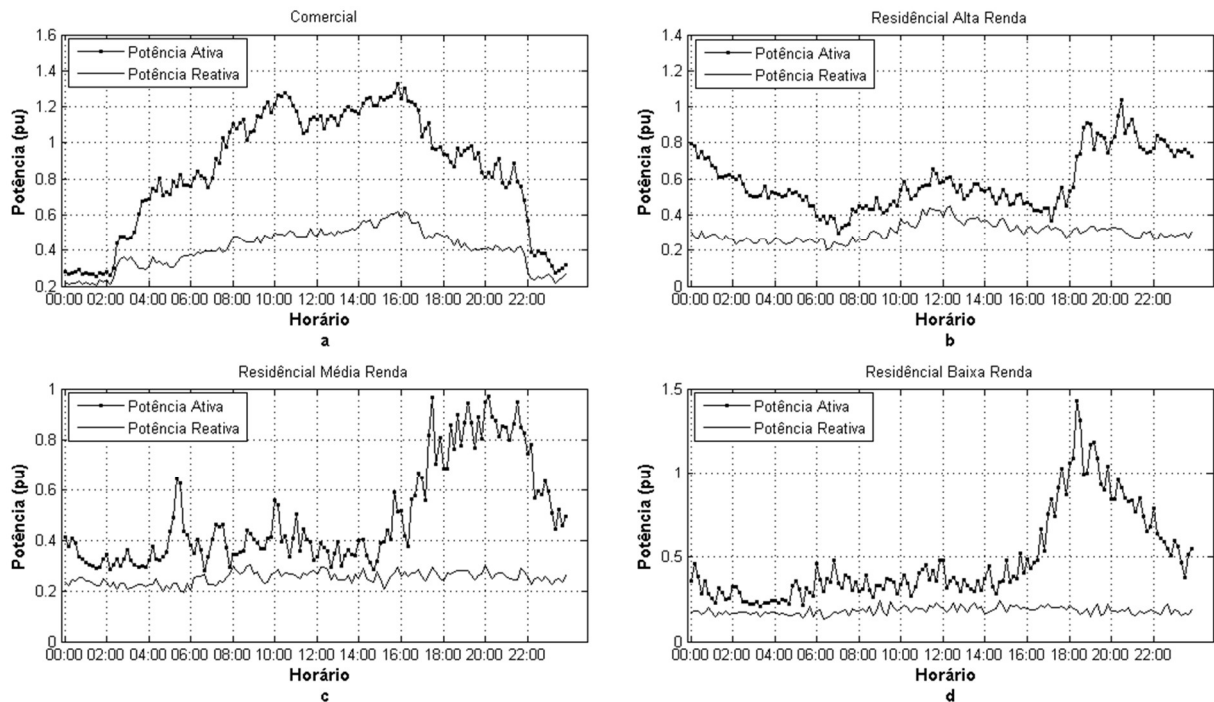 Comercial
Potência (pu)
1.6
1.4
1.2
1
0.8
0.6
0.4
0.2
Potência Ativa
Potência Reativa
00:00 02:00 04:00 06:00 08:00 10:00 12:00 14:00 16:00 18:00 20:00 22:00
Horário
a
Residêncial Alta Renda
Potência (pu)
1.4
1.2
1
0.8
0.6
0.4
0.2
0
Potência Ativa
Potência Reativa
00:00 02:00 04:00 06:00 08:00 10:00 12:00 14:00 16:00 18:00 20:00 22:00
Horário
b
Residêncial Média Renda
Potência (pu)
1
0.8
0.6
0.4
0.2
0
Potência Ativa
Potência Reativa
00:00 02:00 04:00 06:00 08:00 10:00 12:00 14:00 16:00 18:00 20:00 22:00
Horário
c
Residêncial Baixa Renda
Potência (pu)
1.5
1
0.5
0
Potência Ativa
Potência Reativa
00:00 02:00 04:00 06:00 08:00 10:00 12:00 14:00 16:00 18:00 20:00 22:00
Horário
d